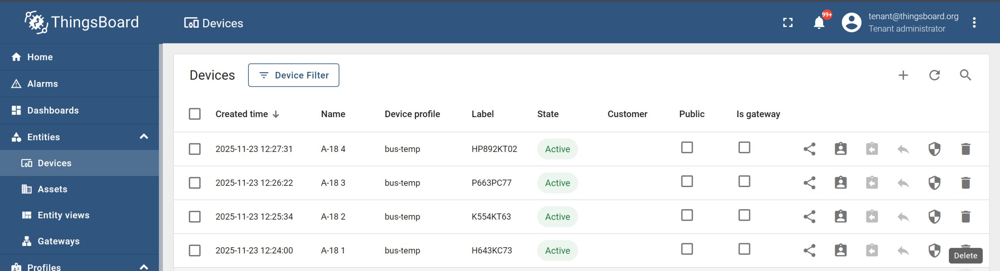 ThingsBoard
Devices
99+
tenant@thingsboard.org
Tenant administrator
Home
Alarms
Dashboards
Entities
Devices
Assets
Entity views
Gateways
Profiles
Devices
Device Filter
Created time Name Device profile Label State Customer Public Is gateway
2025-11-23 12:27:31 A-18 4 bus-temp HP892KT02 Active
2025-11-23 12:26:22 A-18 3 bus-temp P663PC77 Active
2025-11-23 12:25:34 A-18 2 bus-temp K554KT63 Active
2025-11-23 12:24:00 A-18 1 bus-temp H643KC73 Active
Delete